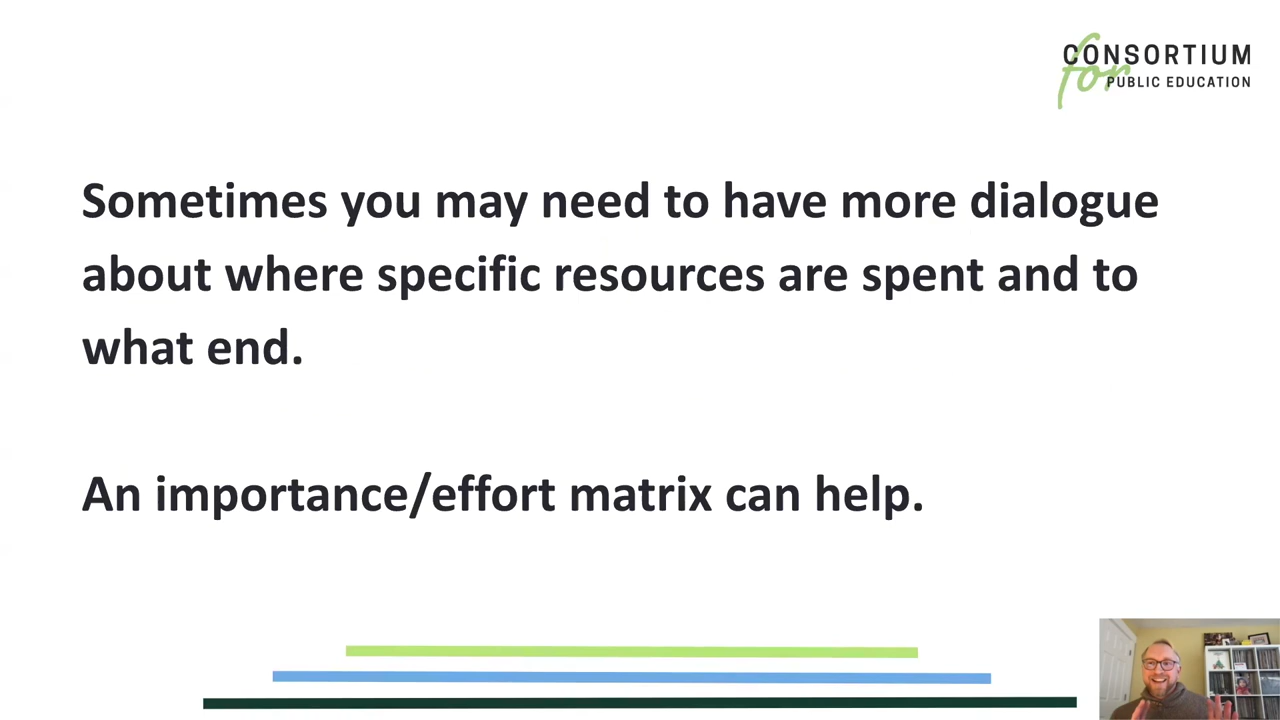 CONSORTIUM
for PUBLIC EDUCATION
Sometimes you may need to have more dialogue
about where specific resources are spent and to
what end.
An importance/effort matrix can help.